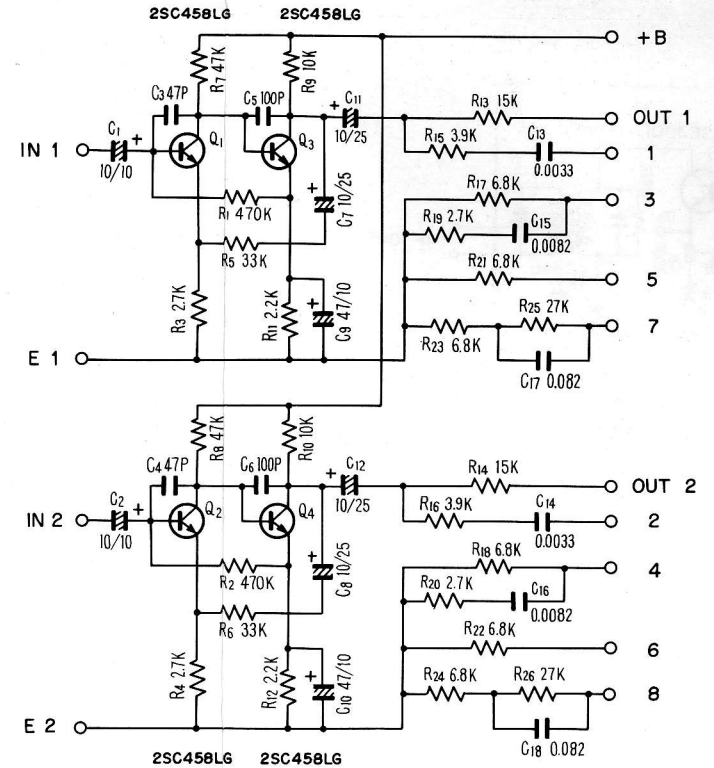 2SC458LG 2SC458LG
R7 47K
R9 10K
+B
C3 47P
C5 100P
C11
10/25
R13 15K
OUT 1
C1
10/10
IN 1
Q1
Q3
R15 3.9K
C13
0.0033
1
R1 470K
C7 10/25
R17 6.8K
3
R19 2.7K
C15
0.0082
R5 33K
R21 6.8K
5
R3 2.7K
R11 2.2K
C9 47/10
R23 6.8K
R25 27K
7
C17 0.082
E 1
R8 47K
R10 10K
C4 47P
C6 100P
C12
10/25
R14 15K
OUT 2
C2
10/10
IN 2
Q2
Q4
R16 3.9K
C14
0.0033
2
R2 470K
C8 10/25
R18 6.8K
4
R20 2.7K
C16
0.0082
R6 33K
R22 6.8K
6
R4 2.7K
R12 2.2K
C10 47/10
R24 6.8K
R26 27K
8
C18 0.082
E 2
2SC458LG 2SC458LG